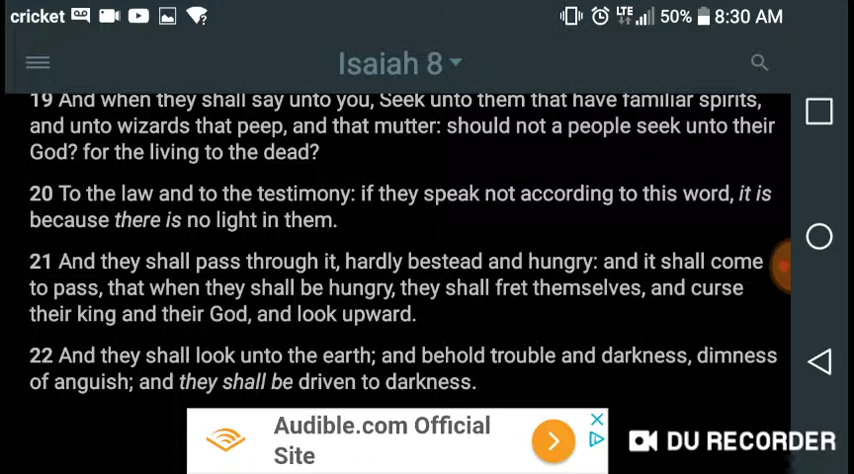 cricket 50% 8:30 AM
LTE
Isaiah 8
19 And when they shall say unto you, Seek unto them that have familiar spirits,
and unto wizards that peep, and that mutter: should not a people seek unto their
God? for the living to the dead?
20 To the law and to the testimony: if they speak not according to this word, it is
because there is no light in them.
21 And they shall pass through it, hardly bestead and hungry: and it shall come
to pass, that when they shall be hungry, they shall fret themselves, and curse
their king and their God, and look upward.
22 And they shall look unto the earth; and behold trouble and darkness, dimness
of anguish; and they shall be driven to darkness.
Audible.com Official
Site
DU RECORDER